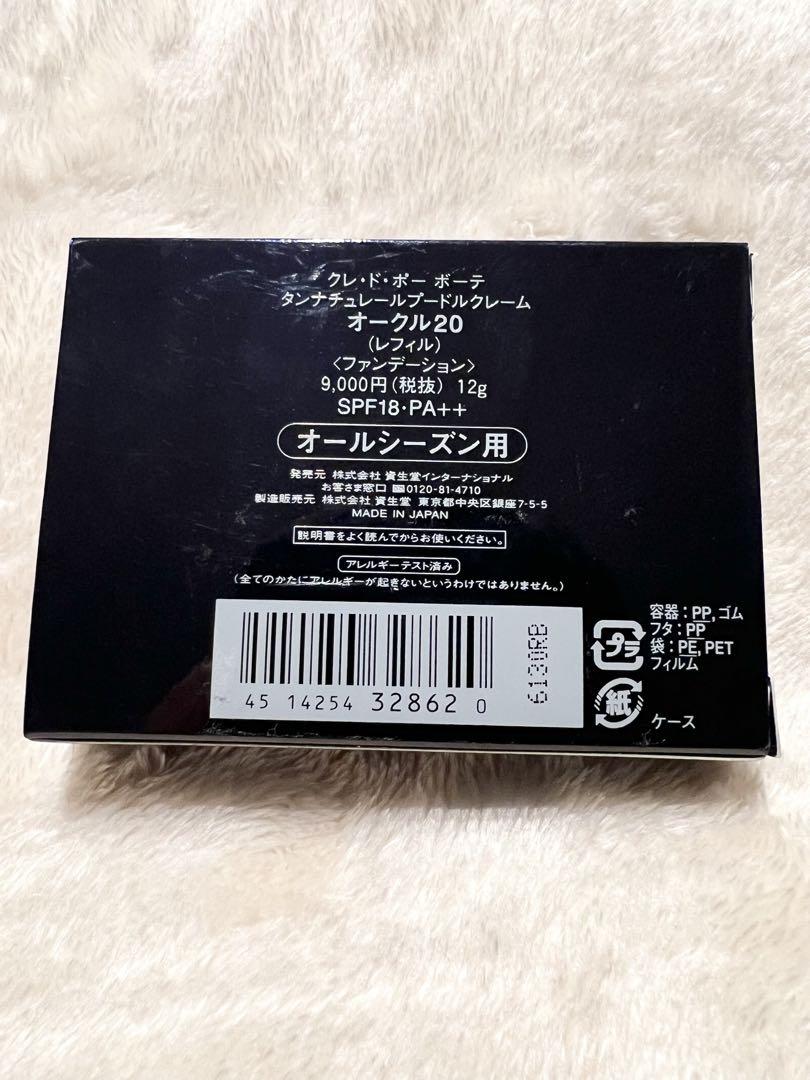 クレ・ド・ポー ボーテ
タンナチュレールプードルクレーム
オークル20
(レフィル)
〈ファンデーション〉
9,000円(税抜) 12g
SPF18・PA++
オールシーズン用
発売元 株式会社 資生堂インターナショナル
お客さま窓口 0120-81-4710
製造販売元 株式会社 資生堂 東京都中央区銀座7-5-5
MADE IN JAPAN
説明書をよく読んでからお使いください。
アレルギーテスト済み
(全てのかたにアレルギーが起きないというわけではありません。)
45 14254 32862 0
6130RB
プラ
容器：PP,ゴム
フタ：PP
袋：PE,PET
フィルム
紙
ケース